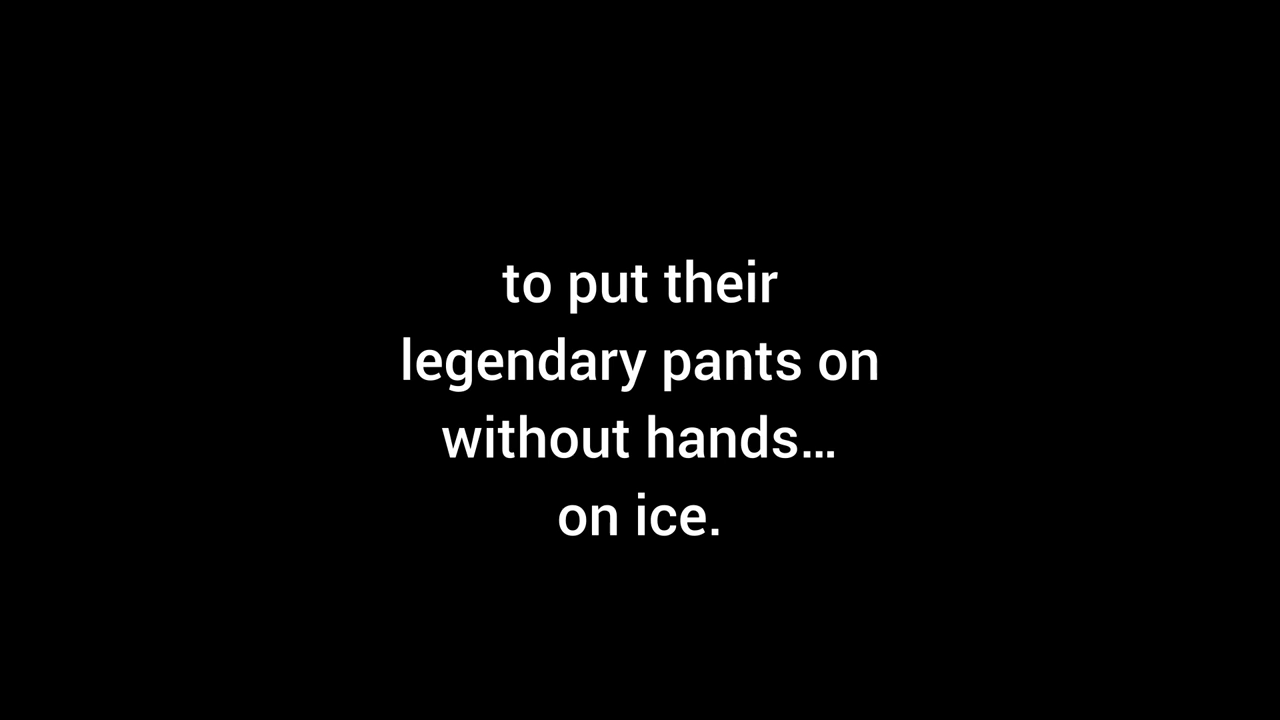 to put their
legendary pants on
without hands…
on ice.